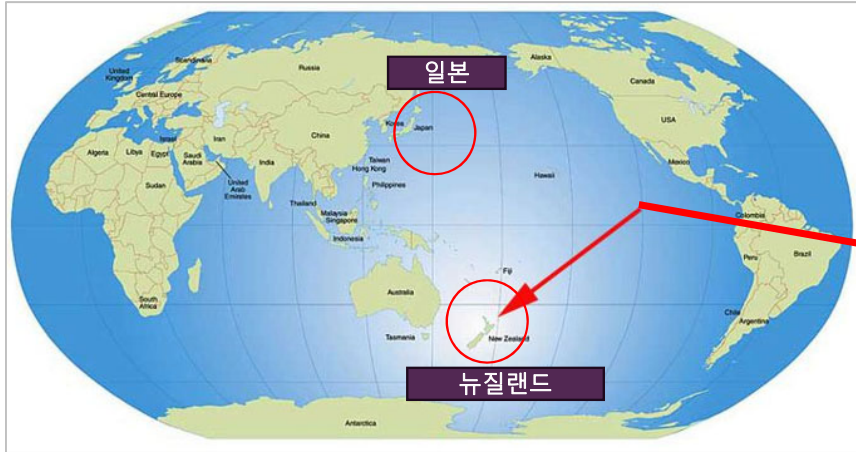 Alaska
Scandinavia
Russia
일본
United
Kingdom
Canada
Central Europe
Korea
Japan
USA
Israel
Iran
China
Algeria
Libya
Egypt
Saudi
Arabia
India
Taiwan
Hong Kong
Mexico
Hawaii
Sudan
United
Arab
Emirates
Philippines
Thailand
Malaysia
Singapore
Colombia
Indonesia
Peru
Brazil
Fiji
Australia
South
Africa
Chile
Argentina
Tasmania
New Zealand
뉴질랜드
Antarctica